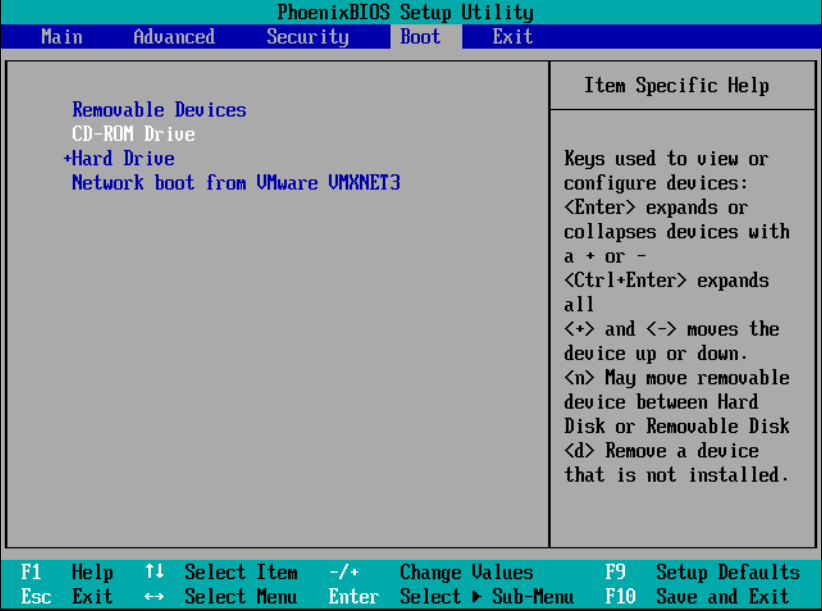 PhoenixBIOS Setup Utility
Main Advanced Security Boot Exit
Removable Devices
CD-ROM Drive
+Hard Drive
Network boot from VMware VMXNET3
Item Specific Help
Keys used to view or
configure devices:
<Enter> expands or
collapses devices with
a + or -
<Ctrl+Enter> expands
all
<+> and <-> moves the
device up or down.
<n> May move removable
device between Hard
Disk or Removable Disk
<d> Remove a device
that is not installed.
F1 Help ↑↓ Select Item -/+ Change Values F9 Setup Defaults
Esc Exit ↔ Select Menu Enter Select ▶ Sub-Menu F10 Save and Exit